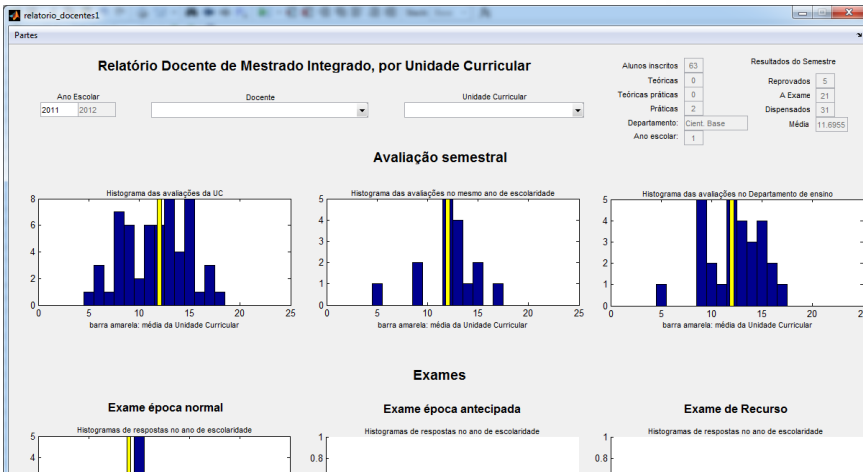 relatorio_docentes1
Partes
Relatório Docente de Mestrado Integrado, por Unidade Curricular
Ano Escolar
2011 2012
Docente
Unidade Curricular
Alunos inscritos 63
Teóricas 0
Teóricas práticas 0
Práticas 2
Departamento: Cient. Base
Ano escolar: 1
Resultados do Semestre
Reprovados 5
A Exame 21
Dispensados 31
Média 11.6955
Avaliação semestral
Histograma das avaliações da UC
8
6
4
2
0
0 5 10 15 20 25
barra amarela: média da Unidade Curricular
Histograma das avaliações no mesmo ano de escolaridade
5
4
3
2
1
0
0 5 10 15 20 25
barra amarela: média da Unidade Curricular
Histograma das avaliações no Departamento de ensino
5
4
3
2
1
0
0 5 10 15 20
barra amarela: média da Unidade Curricular
Exames
Exame época normal
Histogramas de respostas no ano de escolaridade
5
4
Exame época antecipada
Histogramas de respostas no ano de escolaridade
1
0.8
Exame de Recurso
Histogramas de respostas no ano de escolaridade
1
0.8